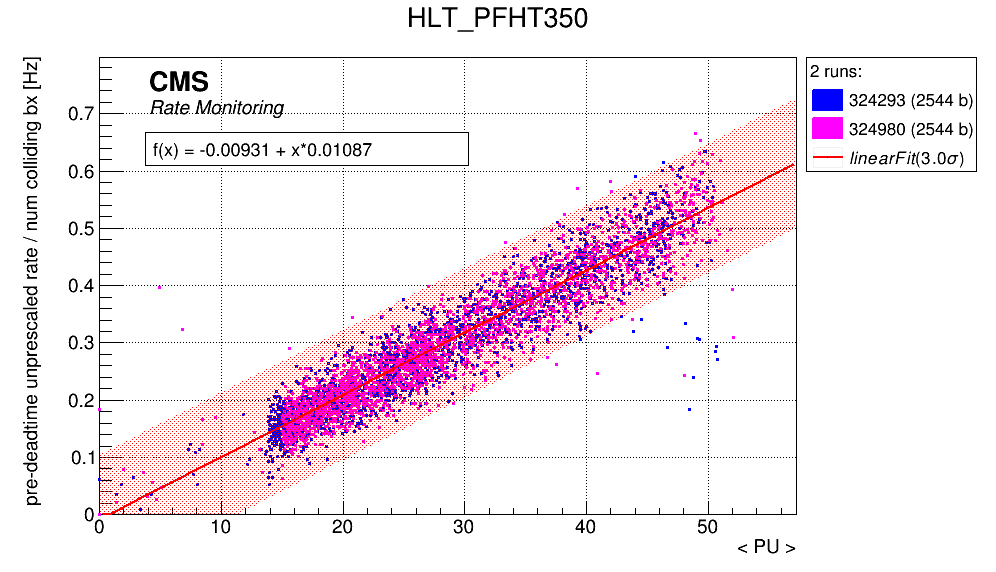 HLT_PFHT350
pre-deadtime unprescaled rate / num colliding bx [Hz]
CMS
Rate Monitoring
f(x) = -0.00931 + x*0.01087
2 runs:
324293 (2544 b)
324980 (2544 b)
linearFit(3.0σ)
0.7
0.6
0.5
0.4
0.3
0.2
0.1
0
0 10 20 30 40 50
< PU >